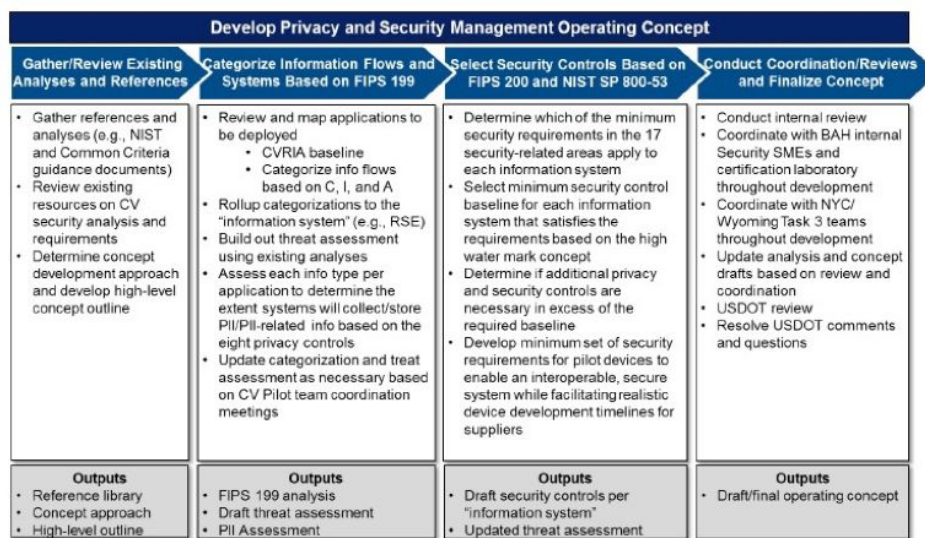 Develop Privacy and Security Management Operating Concept
Gather/Review Existing
Analyses and References
Categorize Information Flows and
Systems Based on FIPS 199
Select Security Controls Based on
FIPS 200 and NIST SP 800-53
Conduct Coordination/Reviews
and Finalize Concept
• Gather references and
analyses (e.g., NIST
and Common Criteria
guidance documents)
• Review existing
resources on CV
security analysis and
requirements
• Determine concept
development approach
and develop high-level
concept outline
• Review and map applications to
be deployed
• CVRIA baseline
• Categorize info flows
based on C, I, and A
• Rollup categorizations to the
"information system" (e.g., RSE)
• Build out threat assessment
using existing analyses
• Assess each info type per
application to determine the
extent systems will collect/store
PII/PII-related info based on the
eight privacy controls
• Update categorization and treat
assessment as necessary based
on CV Pilot team coordination
meetings
• Determine which of the minimum
security requirements in the 17
security-related areas apply to
each information system
• Select minimum security control
baseline for each information
system that satisfies the
requirements based on the high
water mark concept
• Determine if additional privacy
and security controls are
necessary in excess of the
required baseline
• Develop minimum set of security
requirements for pilot devices to
enable an interoperable, secure
system while facilitating realistic
device development timelines for
suppliers
• Conduct internal review
• Coordinate with BAH internal
Security SMEs and
certification laboratory
throughout development
• Coordinate with NYC/
Wyoming Task 3 teams
throughout development
• Update analysis and concept
drafts based on review and
coordination
• USDOT review
• Resolve USDOT comments
and questions
Outputs
• Reference library
• Concept approach
• High-level outline
Outputs
• FIPS 199 analysis
• Draft threat assessment
• PII Assessment
Outputs
• Draft security controls per
"information system"
• Updated threat assessment
Outputs
• Draft/final operating concept